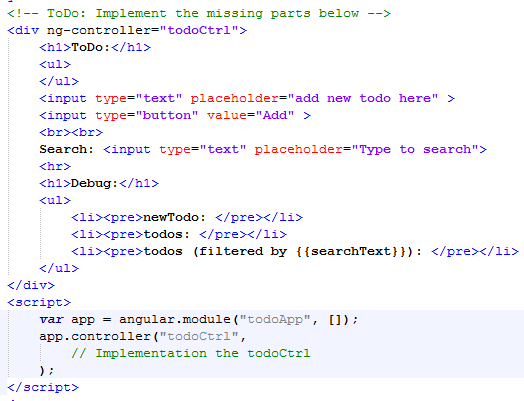 <!-- ToDo: Implement the missing parts below -->
<div ng-controller="todoCtrl">
    <h1>ToDo:</h1>
    <ul>
    </ul>
    <input type="text" placeholder="add new todo here" >
    <input type="button" value="Add" >
    <br><br>
    Search: <input type="text" placeholder="Type to search">
    <hr>
    <h1>Debug:</h1>
    <ul>
        <li><pre>newTodo: </pre></li>
        <li><pre>todos: </pre></li>
        <li><pre>todos (filtered by {{searchText}}): </pre></li>
    </ul>
</div>
<script>
    var app = angular.module("todoApp", []);
    app.controller("todoCtrl",
        // Implementation the todoCtrl
    );
</script>